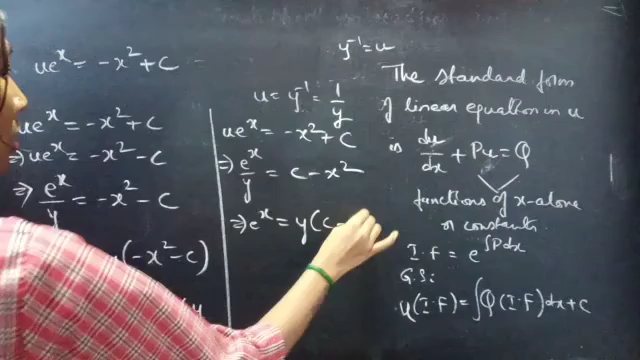 ue^x = -x^2 + c
ue^x = -x^2 + c
⇒ ue^x = -x^2 - c
⇒ e^x/y = -x^2 - c
(-x^2 - c)
y^-1 = u
u = y^-1 = 1/y
ue^x = -x^2 + c
⇒ e^x/y = c - x^2
⇒ e^x = y(c -
The standard form
of linear equation in u
is du/dx + Pu = Q
functions of x-alone
or constants
I.f = e^∫Pdx
G.S:
u(I.F) = ∫Q(I.F)dx + c